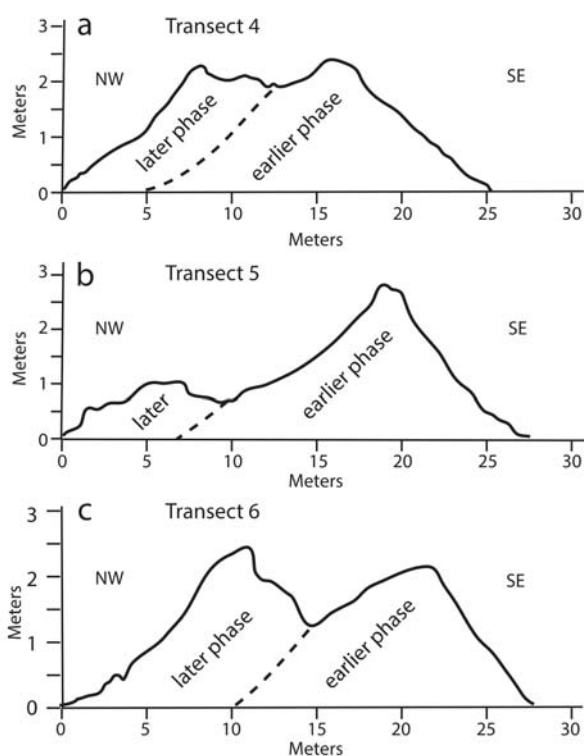 a Transect 4
3
NW SE
2
Meters
1
later phase
earlier phase
0
0 5 10 15 20 25 30
Meters
b Transect 5
3
NW SE
2
Meters
1
later
earlier phase
0
0 5 10 15 20 25 30
Meters
c Transect 6
3
NW SE
2
Meters
1
later phase
earlier phase
0
0 5 10 15 20 25 30
Meters